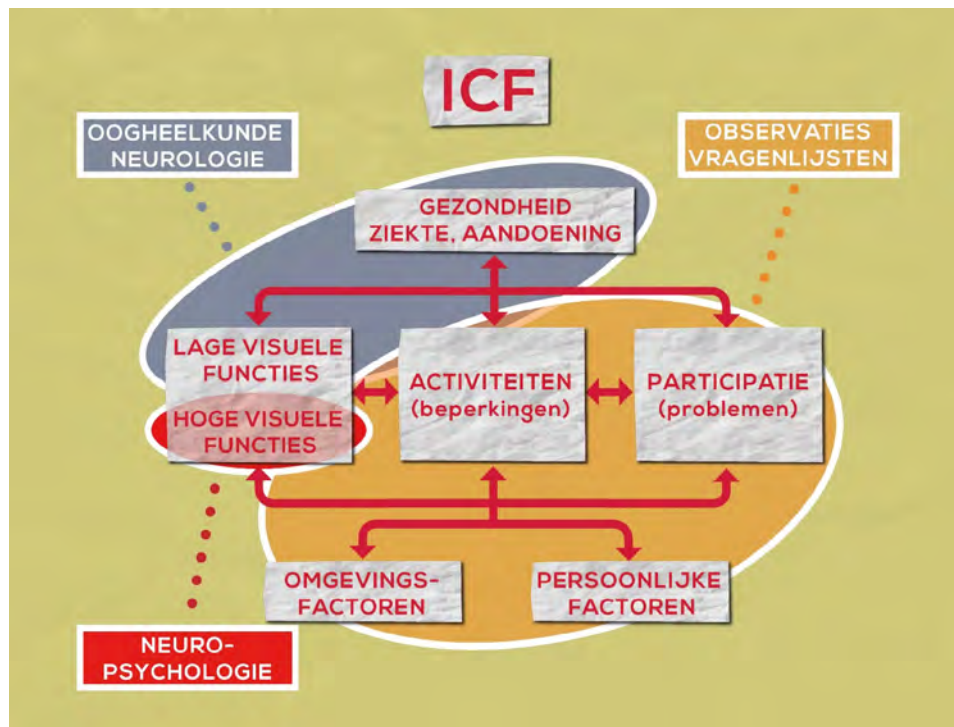 ICF
OOGHEELKUNDE
NEUROLOGIE
OBSERVATIES
VRAGENLIJSTEN
GEZONDHEID
ZIEKTE, AANDOENING
LAGE VISUELE
FUNCTIES
HOGE VISUELE
FUNCTIES
ACTIVITEITEN
(beperkingen)
PARTICIPATIE
(problemen)
OMGEVINGS-
FACTOREN
PERSOONLIJKE
FACTOREN
NEURO-
PSYCHOLOGIE